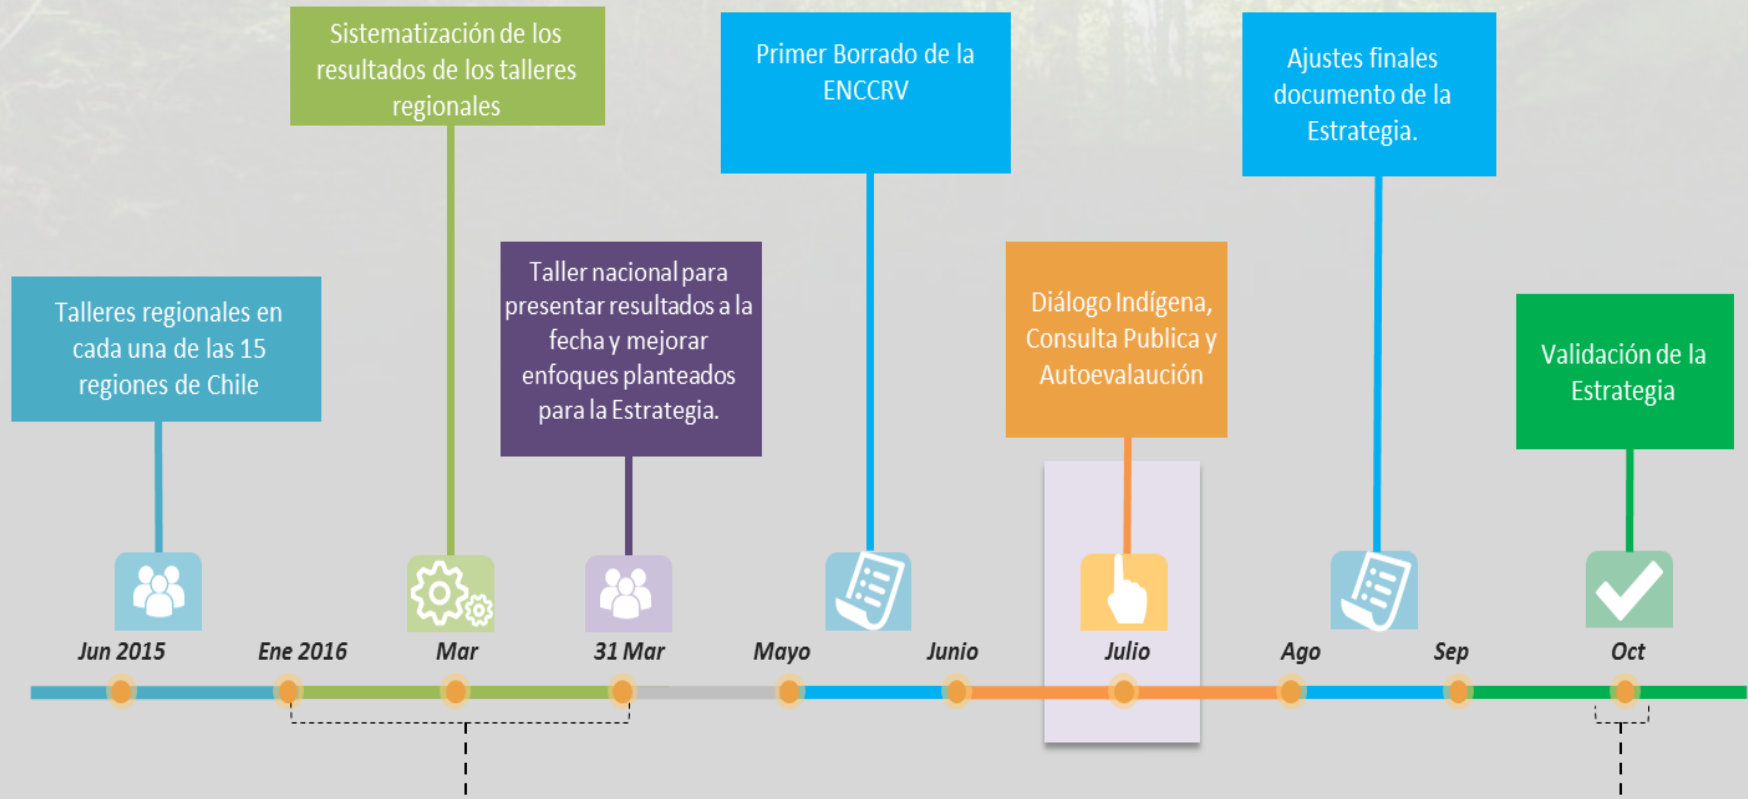 Sistematización de los
resultados de los talleres
regionales
Primer Borrado de la
ENCCRV
Ajustes finales
documento de la
Estrategia.
Talleres regionales en
cada una de las 15
regiones de Chile
Taller nacional para
presentar resultados a la
fecha y mejorar
enfoques planteados
para la Estrategia.
Diálogo Indígena,
Consulta Publica y
Autoevalaución
Validación de la
Estrategia
Jun 2015
Ene 2016
Mar
31 Mar
Mayo
Junio
Julio
Ago
Sep
Oct